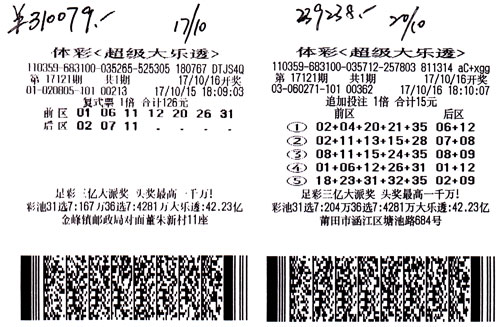 ￥310079.- 17/10
体彩<超级大乐透>
110359-683100-035265-525305 180767 DTJS4Q
第 17121期 共1期 17/10/16开奖
01-020805-101 00213 17/10/15 18:09:03
复式票 1倍 合计126元
前区 01 06 11 12 20 26 31
后区 02 07 11
足彩三亿大派奖 头奖最高一千万!
彩池31选7:167万36选7:4281万大乐透:42.23亿
金峰镇邮政局对面董朱新村11座
239238.- 20/10
体彩<超级大乐透>
110359-683100-035712-257803 811314 aC+xgg
第 17121期 共1期 17/10/16开奖
03-060271-101 00362 17/10/16 18:10:07
追加投注 1倍 合计15元
前区 后区
① 02+04+20+21+35 06+12
② 02+11+13+15+28 07+08
③ 08+11+15+24+35 08+09
④ 01+06+12+26+31 01+12
⑤ 18+23+31+32+35 02+09
足彩三亿大派奖 头奖最高一千万!
彩池31选7:204万36选7:4281万大乐透:42.23亿
莆田市涵江区塘池路684号